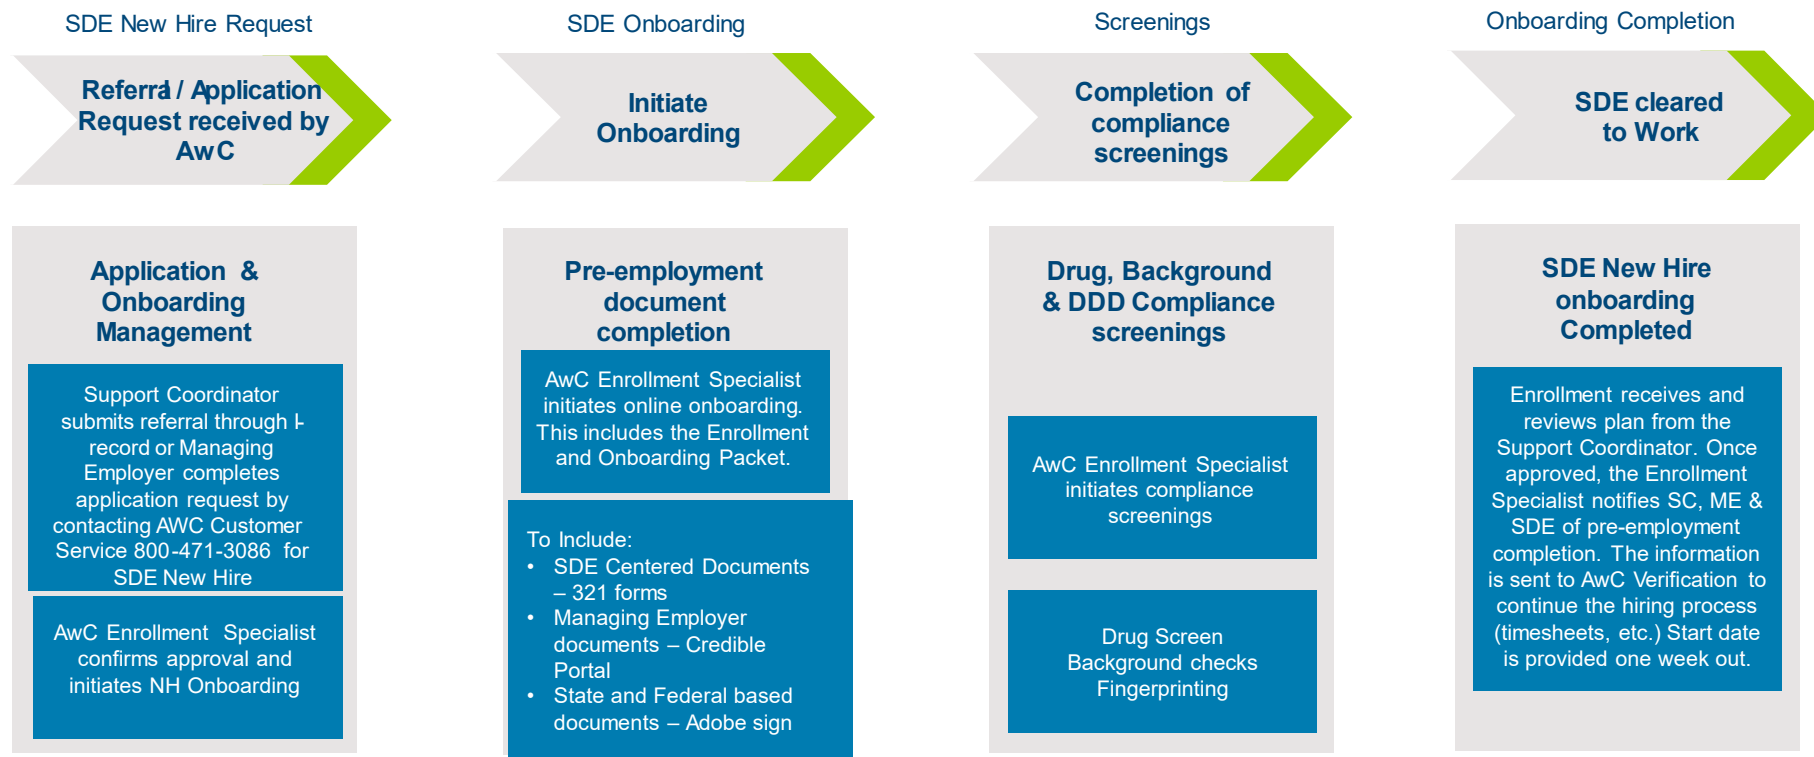 SDE New Hire Request
Referral / Application
Request received by
AwC
Application &
Onboarding
Management
Support Coordinator
submits referral through I-
record or Managing
Employer completes
application request by
contacting AWC Customer
Service 800-471-3086 for
SDE New Hire
AwC Enrollment Specialist
confirms approval and
initiates NH Onboarding
SDE Onboarding
Initiate
Onboarding
Pre-employment
document
completion
AwC Enrollment Specialist
initiates online onboarding.
This includes the Enrollment
and Onboarding Packet.
To Include:
• SDE Centered Documents
– 321 forms
• Managing Employer
documents – Credible
Portal
• State and Federal based
documents – Adobe sign
Screenings
Completion of
compliance
screenings
Drug, Background
& DDD Compliance
screenings
AwC Enrollment Specialist
initiates compliance
screenings
Drug Screen
Background checks
Fingerprinting
Onboarding Completion
SDE cleared
to Work
SDE New Hire
onboarding
Completed
Enrollment receives and
reviews plan from the
Support Coordinator. Once
approved, the Enrollment
Specialist notifies SC, ME &
SDE of pre-employment
completion. The information
is sent to AwC Verification to
continue the hiring process
(timesheets, etc.) Start date
is provided one week out.